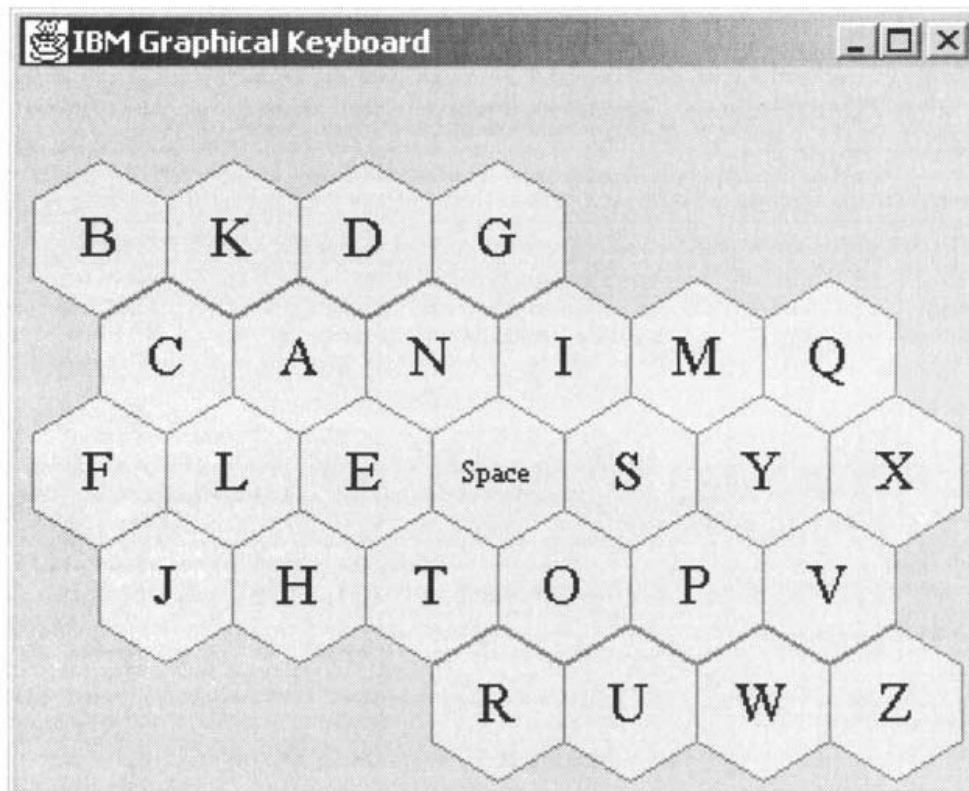 IBM Graphical Keyboard
B K D G
C A N I M Q
F L E Space S Y X
J H T O P V
R U W Z